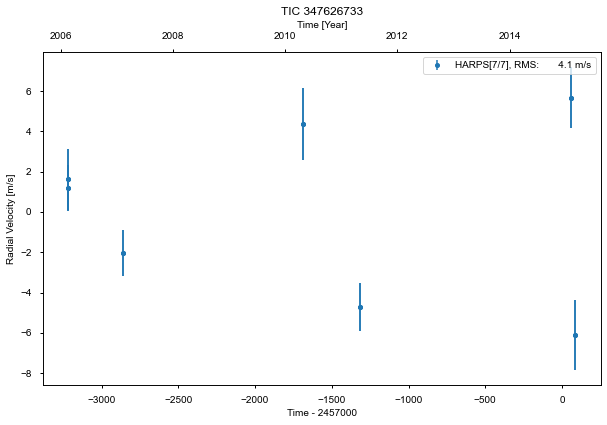 TIC 347626733
Time [Year]
2006 2008 2010 2012 2014
HARPS[7/7], RMS: 4.1 m/s
Radial Velocity [m/s]
6
4
2
0
−2
−4
−6
−8
−3000 −2500 −2000 −1500 −1000 −500 0
Time - 2457000